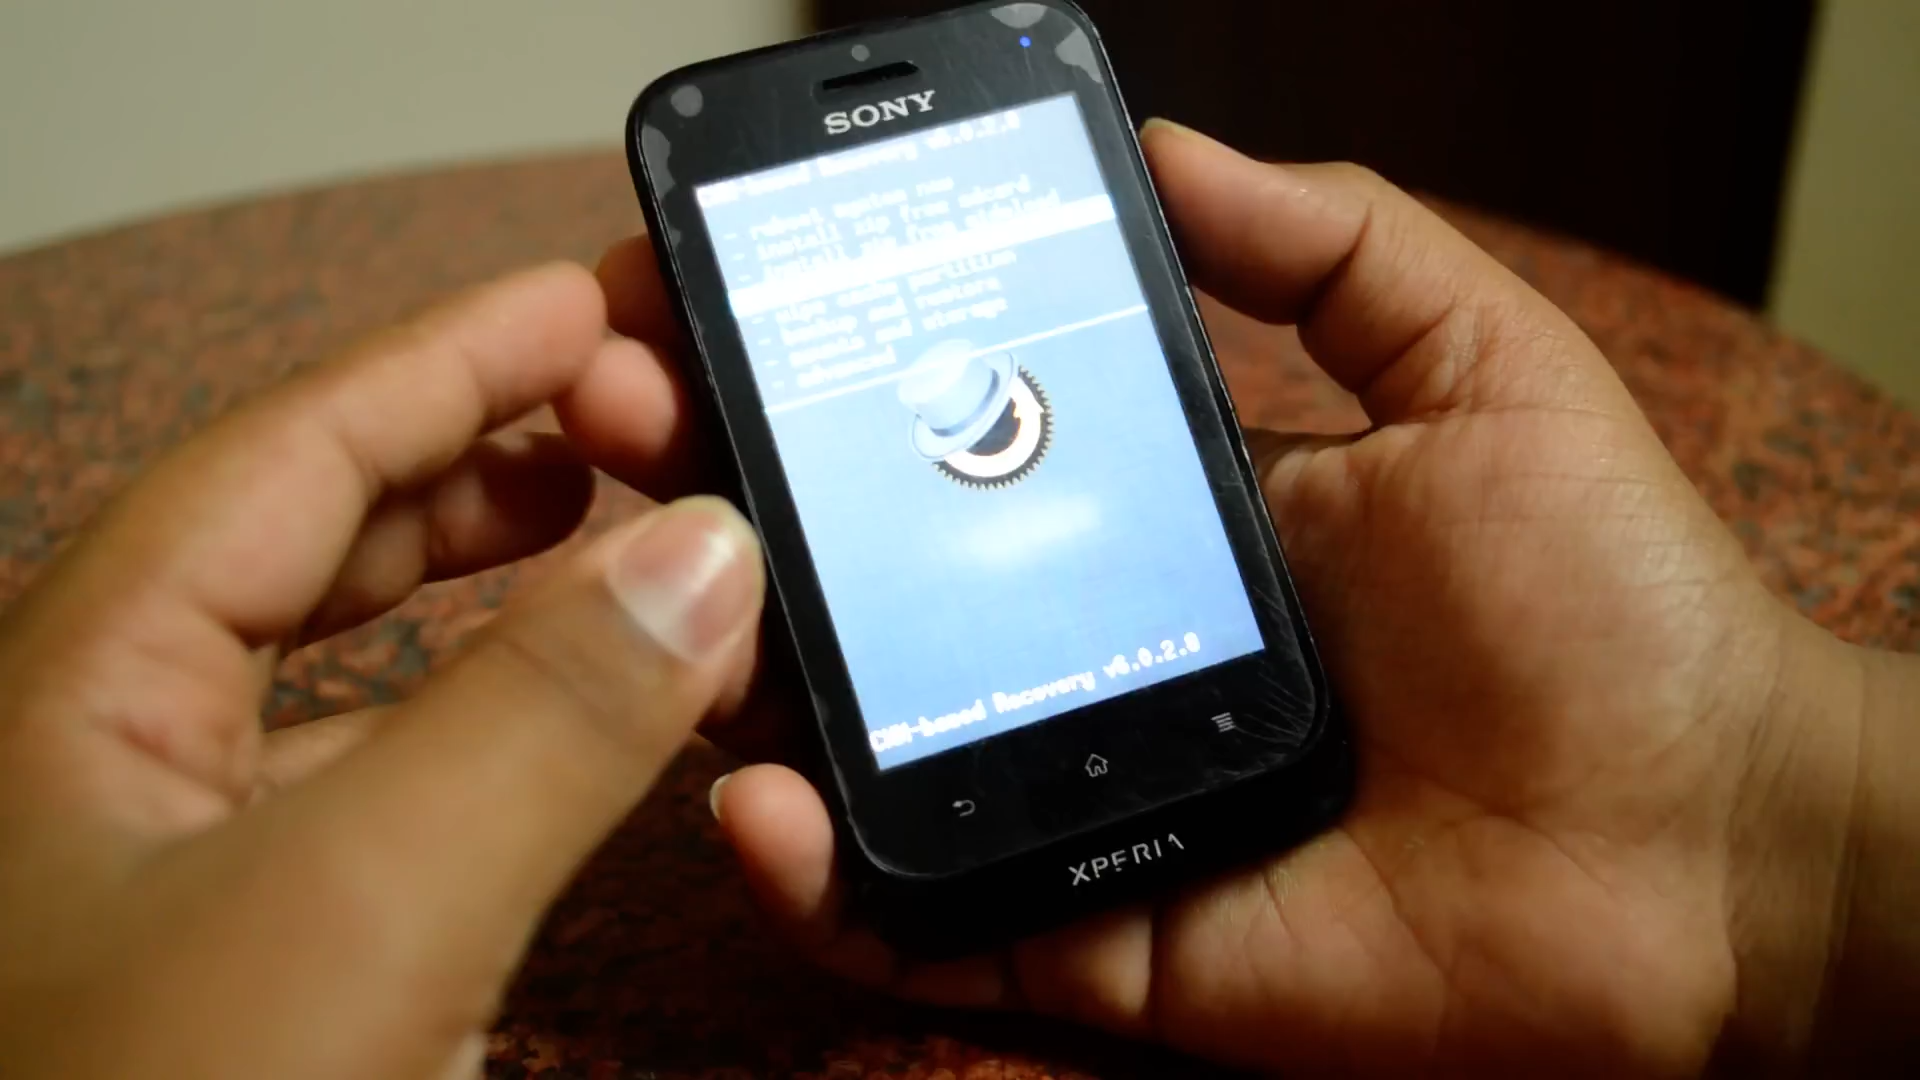 SONY
CWM-based Recovery v6.0.2.8
- reboot system now
- install zip from sdcard
- install zip from sideload
- wipe cache partition
- backup and restore
- mounts and storage
- advanced
CWM-based Recovery v6.0.2.8
XPERIA